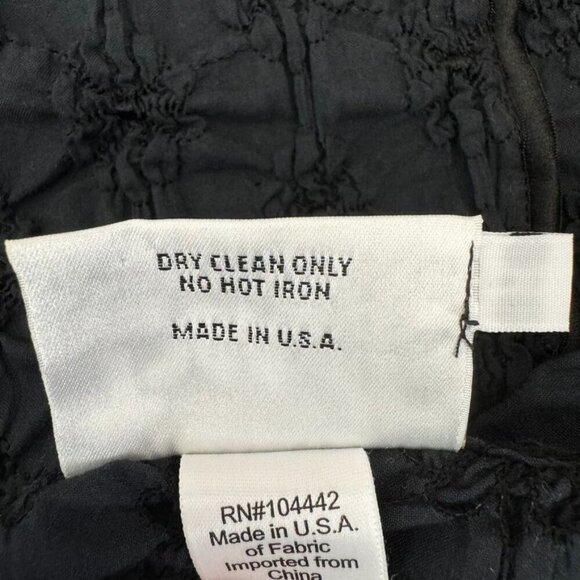 DRY CLEAN ONLY
NO HOT IRON
MADE IN U.S.A.
RN#104442
Made in U.S.A.
of Fabric
Imported from
China